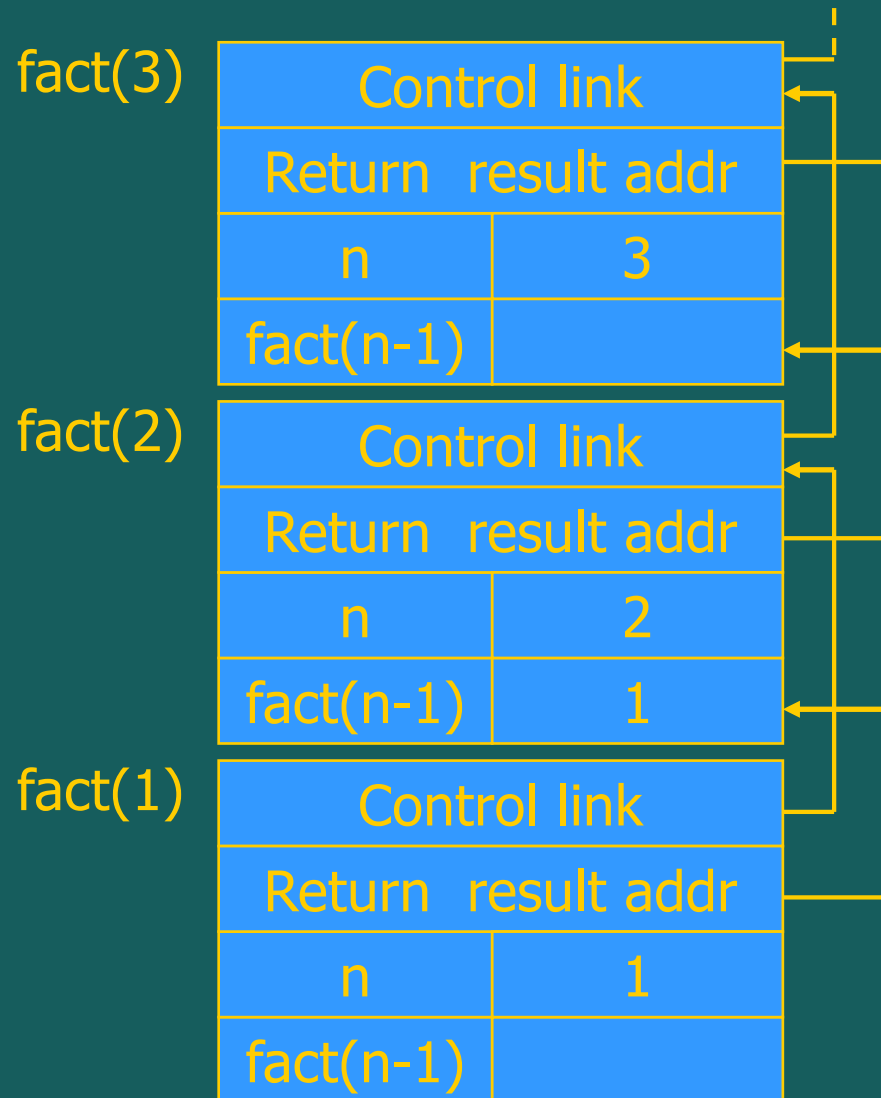 fact(3)
Control link
Return result addr
n 3
fact(n-1)
fact(2)
Control link
Return result addr
n 2
fact(n-1) 1
fact(1)
Control link
Return result addr
n 1
fact(n-1)